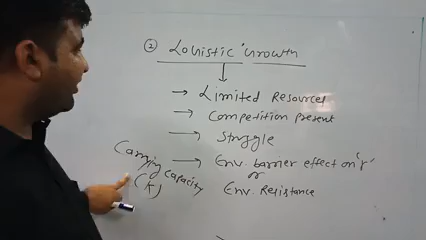 ② Logistic Growth
→ Limited Resources
→ Competition present
→ Struggle
→ Env. barrier effect on 'r'
or
Env. Resistance
Carrying capacity
(K)